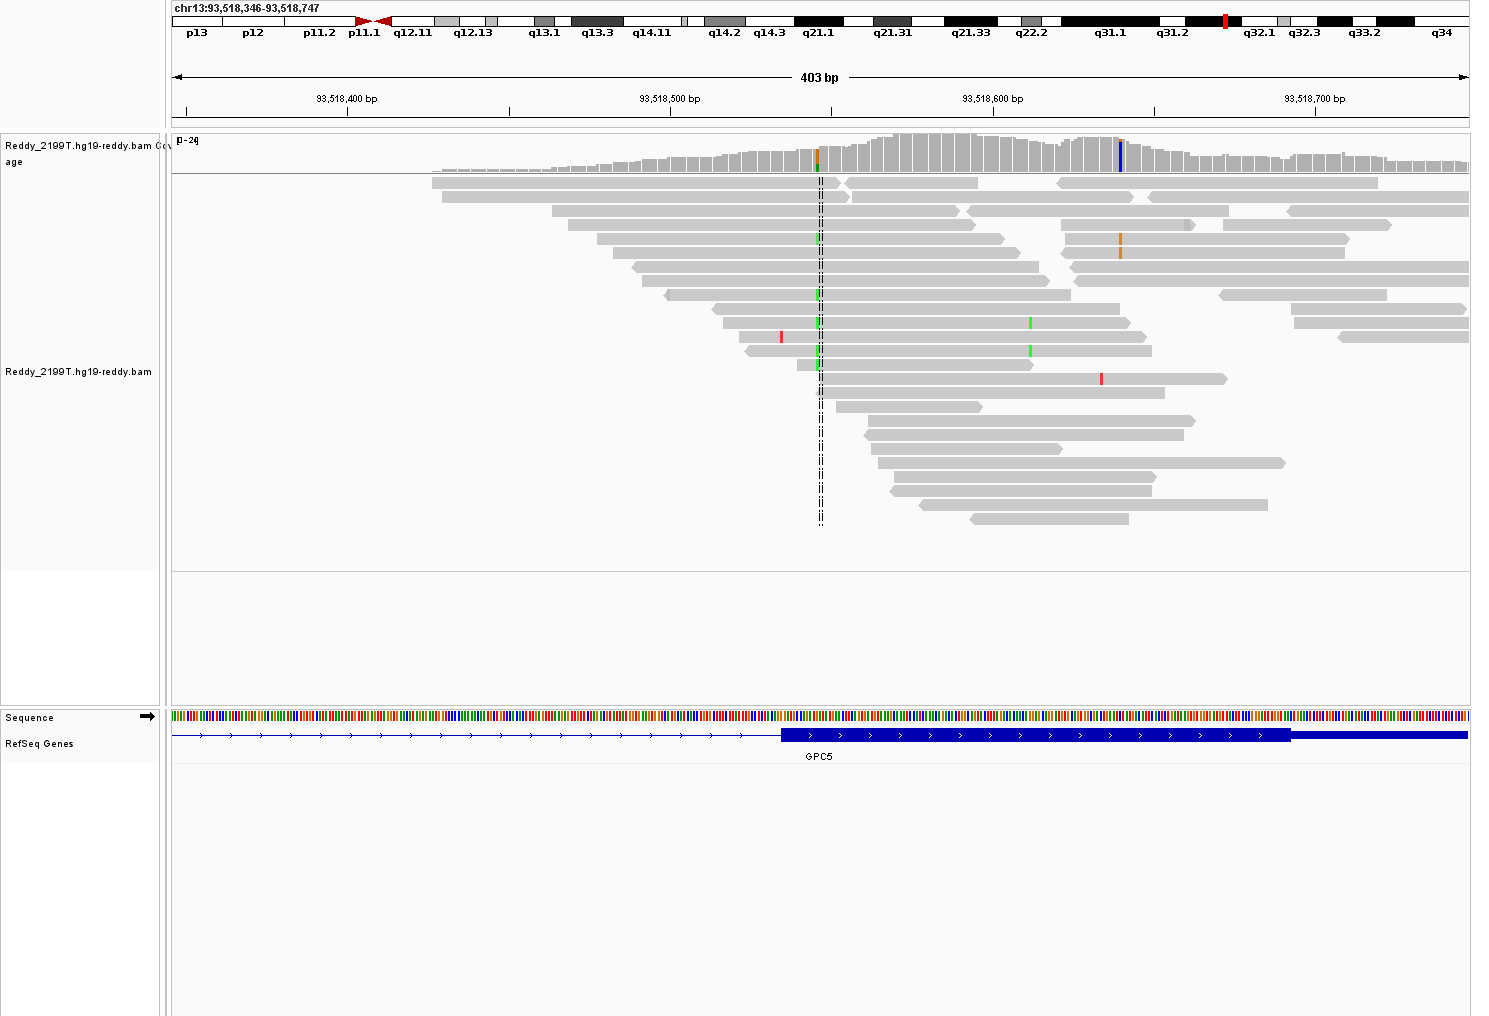 chr13:93,518,346-93,518,747
p13 p12 p11.2 p11.1 q12.11 q12.13 q13.1 q13.3 q14.11 q14.2 q14.3 q21.1 q21.31 q21.33 q22.2 q31.1 q31.2 q32.1 q32.3 q33.2 q34
403 bp
93,518,400 bp 93,518,500 bp 93,518,600 bp 93,518,700 bp
Reddy_2199T.hg19-reddy.bam Cov
age
Reddy_2199T.hg19-reddy.bam
Sequence
RefSeq Genes
GPC5